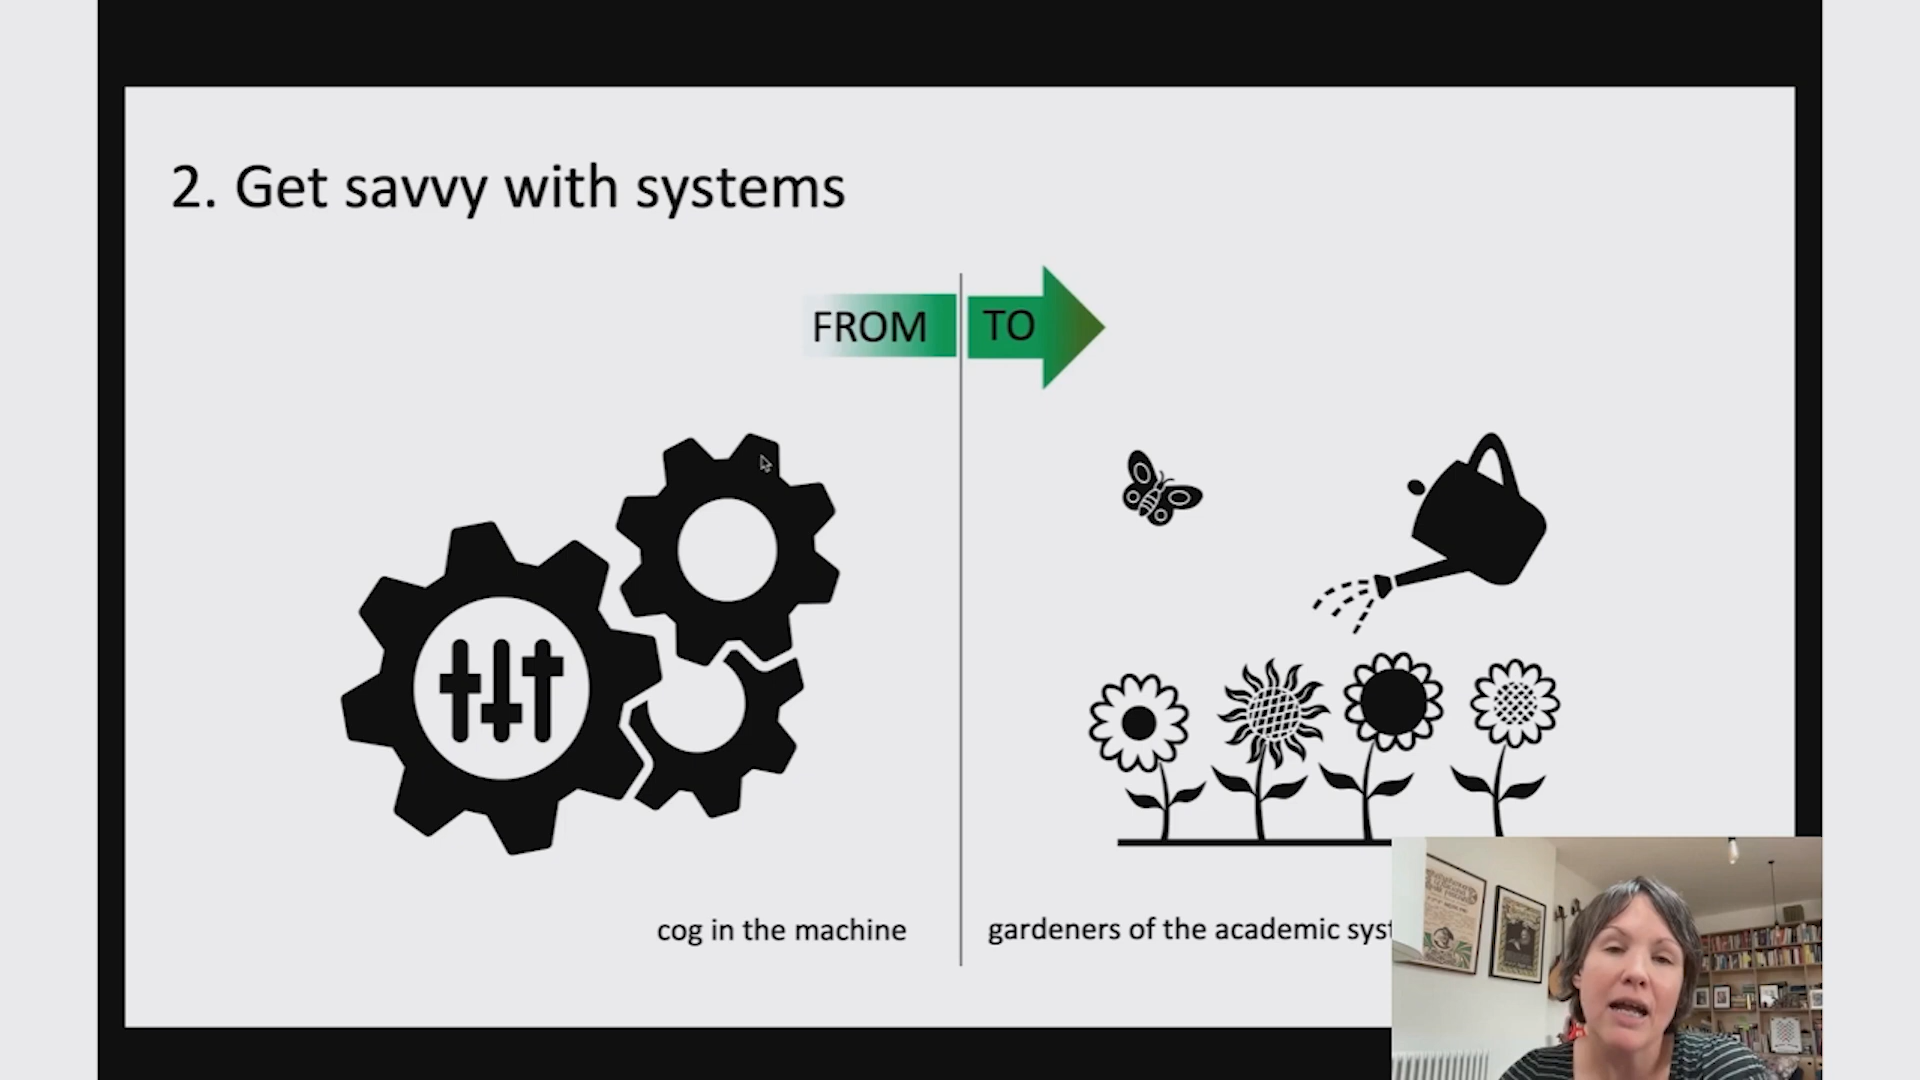 2. Get savvy with systems
FROM
TO
cog in the machine
gardeners of the academic syst